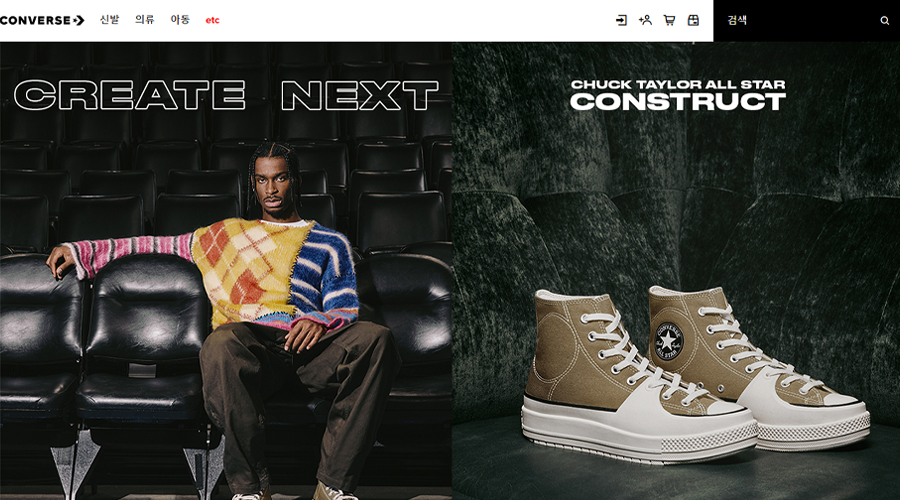 CONVERSE 신발 의류 아동 etc 검색
CREATE NEXT
CHUCK TAYLOR ALL STAR
CONSTRUCT
CONVERSE
ALL STAR